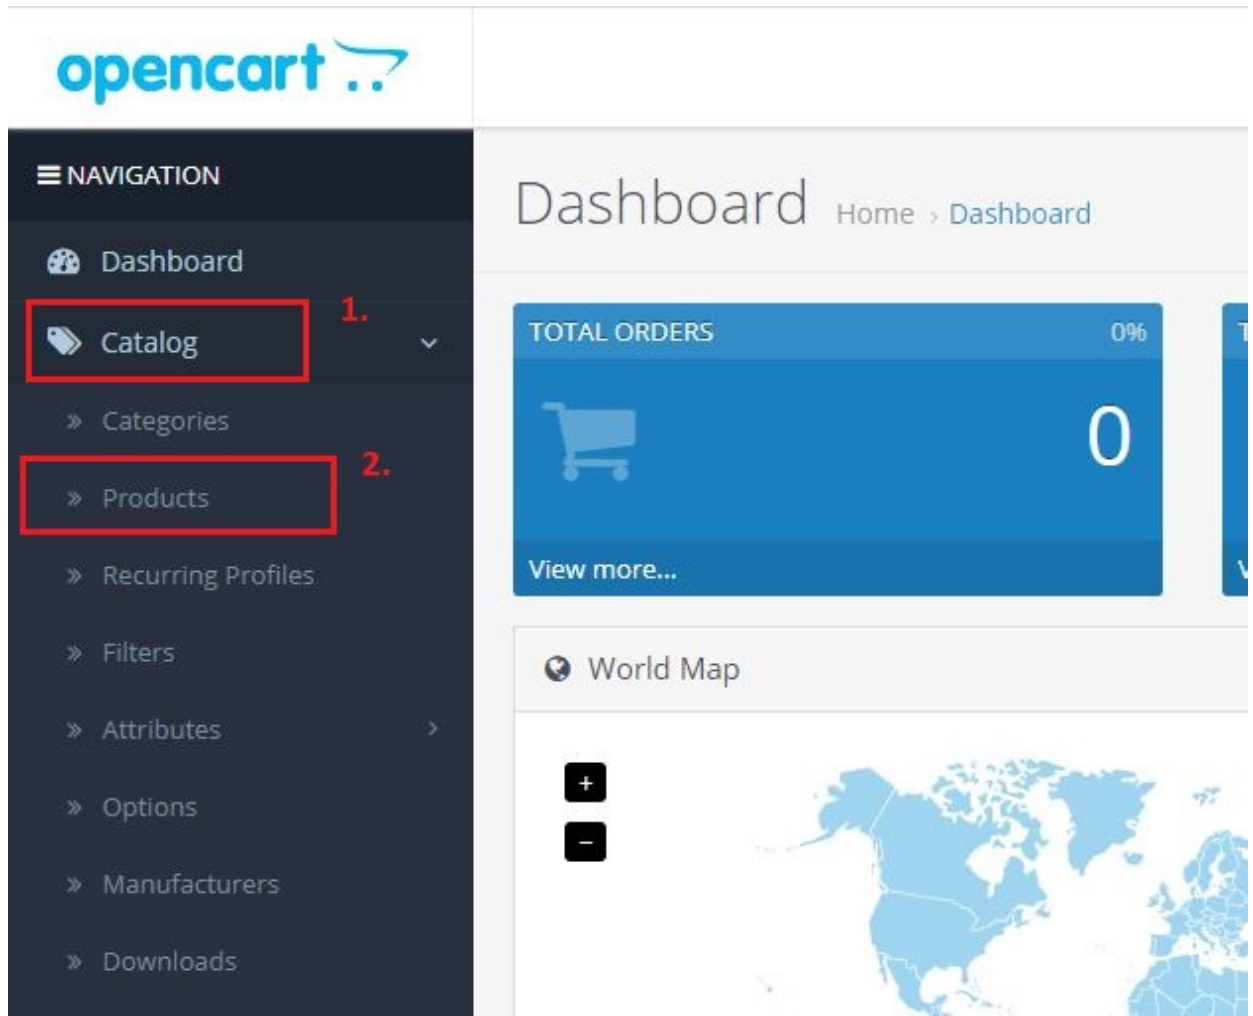 opencart
NAVIGATION
Dashboard
Catalog
1.
Categories
Products
2.
Recurring Profiles
Filters
Attributes
Options
Manufacturers
Downloads
Dashboard Home › Dashboard
TOTAL ORDERS 0%
0
View more...
World Map
+
-